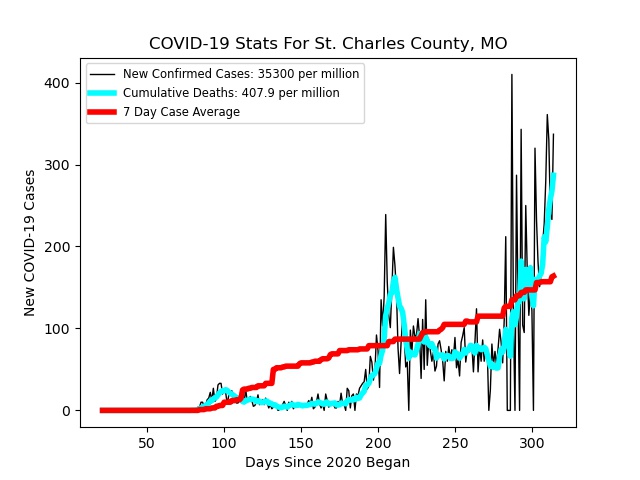 COVID-19 Stats For St. Charles County, MO
New Confirmed Cases: 35300 per million
Cumulative Deaths: 407.9 per million
7 Day Case Average
400
300
200
100
0
New COVID-19 Cases
50 100 150 200 250 300
Days Since 2020 Began